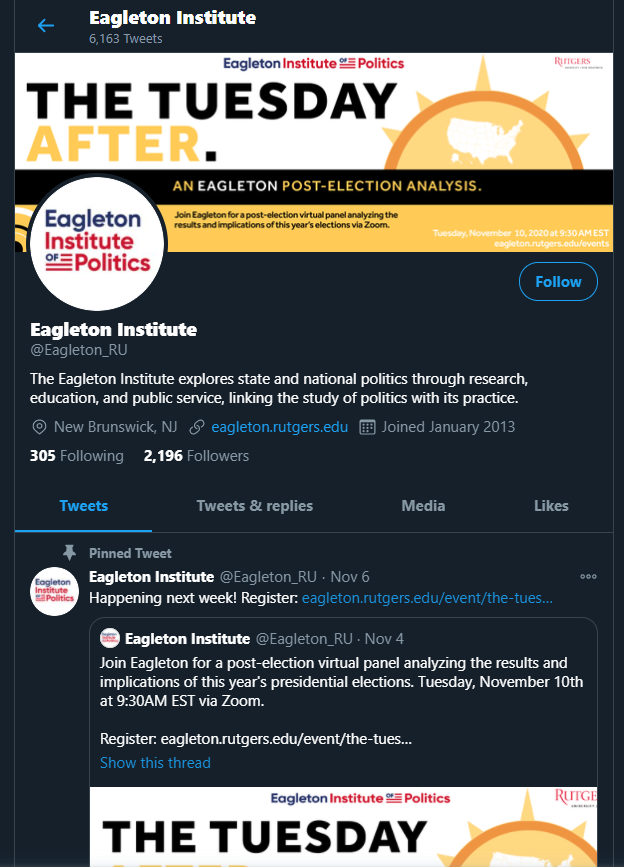 Eagleton Institute
6,163 Tweets
Eagleton Institute OF Politics
RUTGERS
THE TUESDAY
AFTER.
AN EAGLETON POST-ELECTION ANALYSIS.
Join Eagleton for a post-election virtual panel analyzing the
results and implications of this year's elections via Zoom.
Tuesday, November 10, 2020 at 9:30 AM EST
eagleton.rutgers.edu/events
Eagleton
Institute
OF Politics
Follow
Eagleton Institute
@Eagleton_RU
The Eagleton Institute explores state and national politics through research,
education, and public service, linking the study of politics with its practice.
New Brunswick, NJ eagleton.rutgers.edu Joined January 2013
305 Following 2,196 Followers
Tweets Tweets & replies Media Likes
Pinned Tweet
Eagleton Institute @Eagleton_RU · Nov 6
Eagleton
Institute
OF Politics
Happening next week! Register: eagleton.rutgers.edu/event/the-tues...
Eagleton Institute @Eagleton_RU · Nov 4
Join Eagleton for a post-election virtual panel analyzing the results and
implications of this year's presidential elections. Tuesday, November 10th
at 9:30AM EST via Zoom.
Register: eagleton.rutgers.edu/event/the-tues...
Show this thread
Eagleton Institute OF Politics
RUTGE
THE TUESDAY